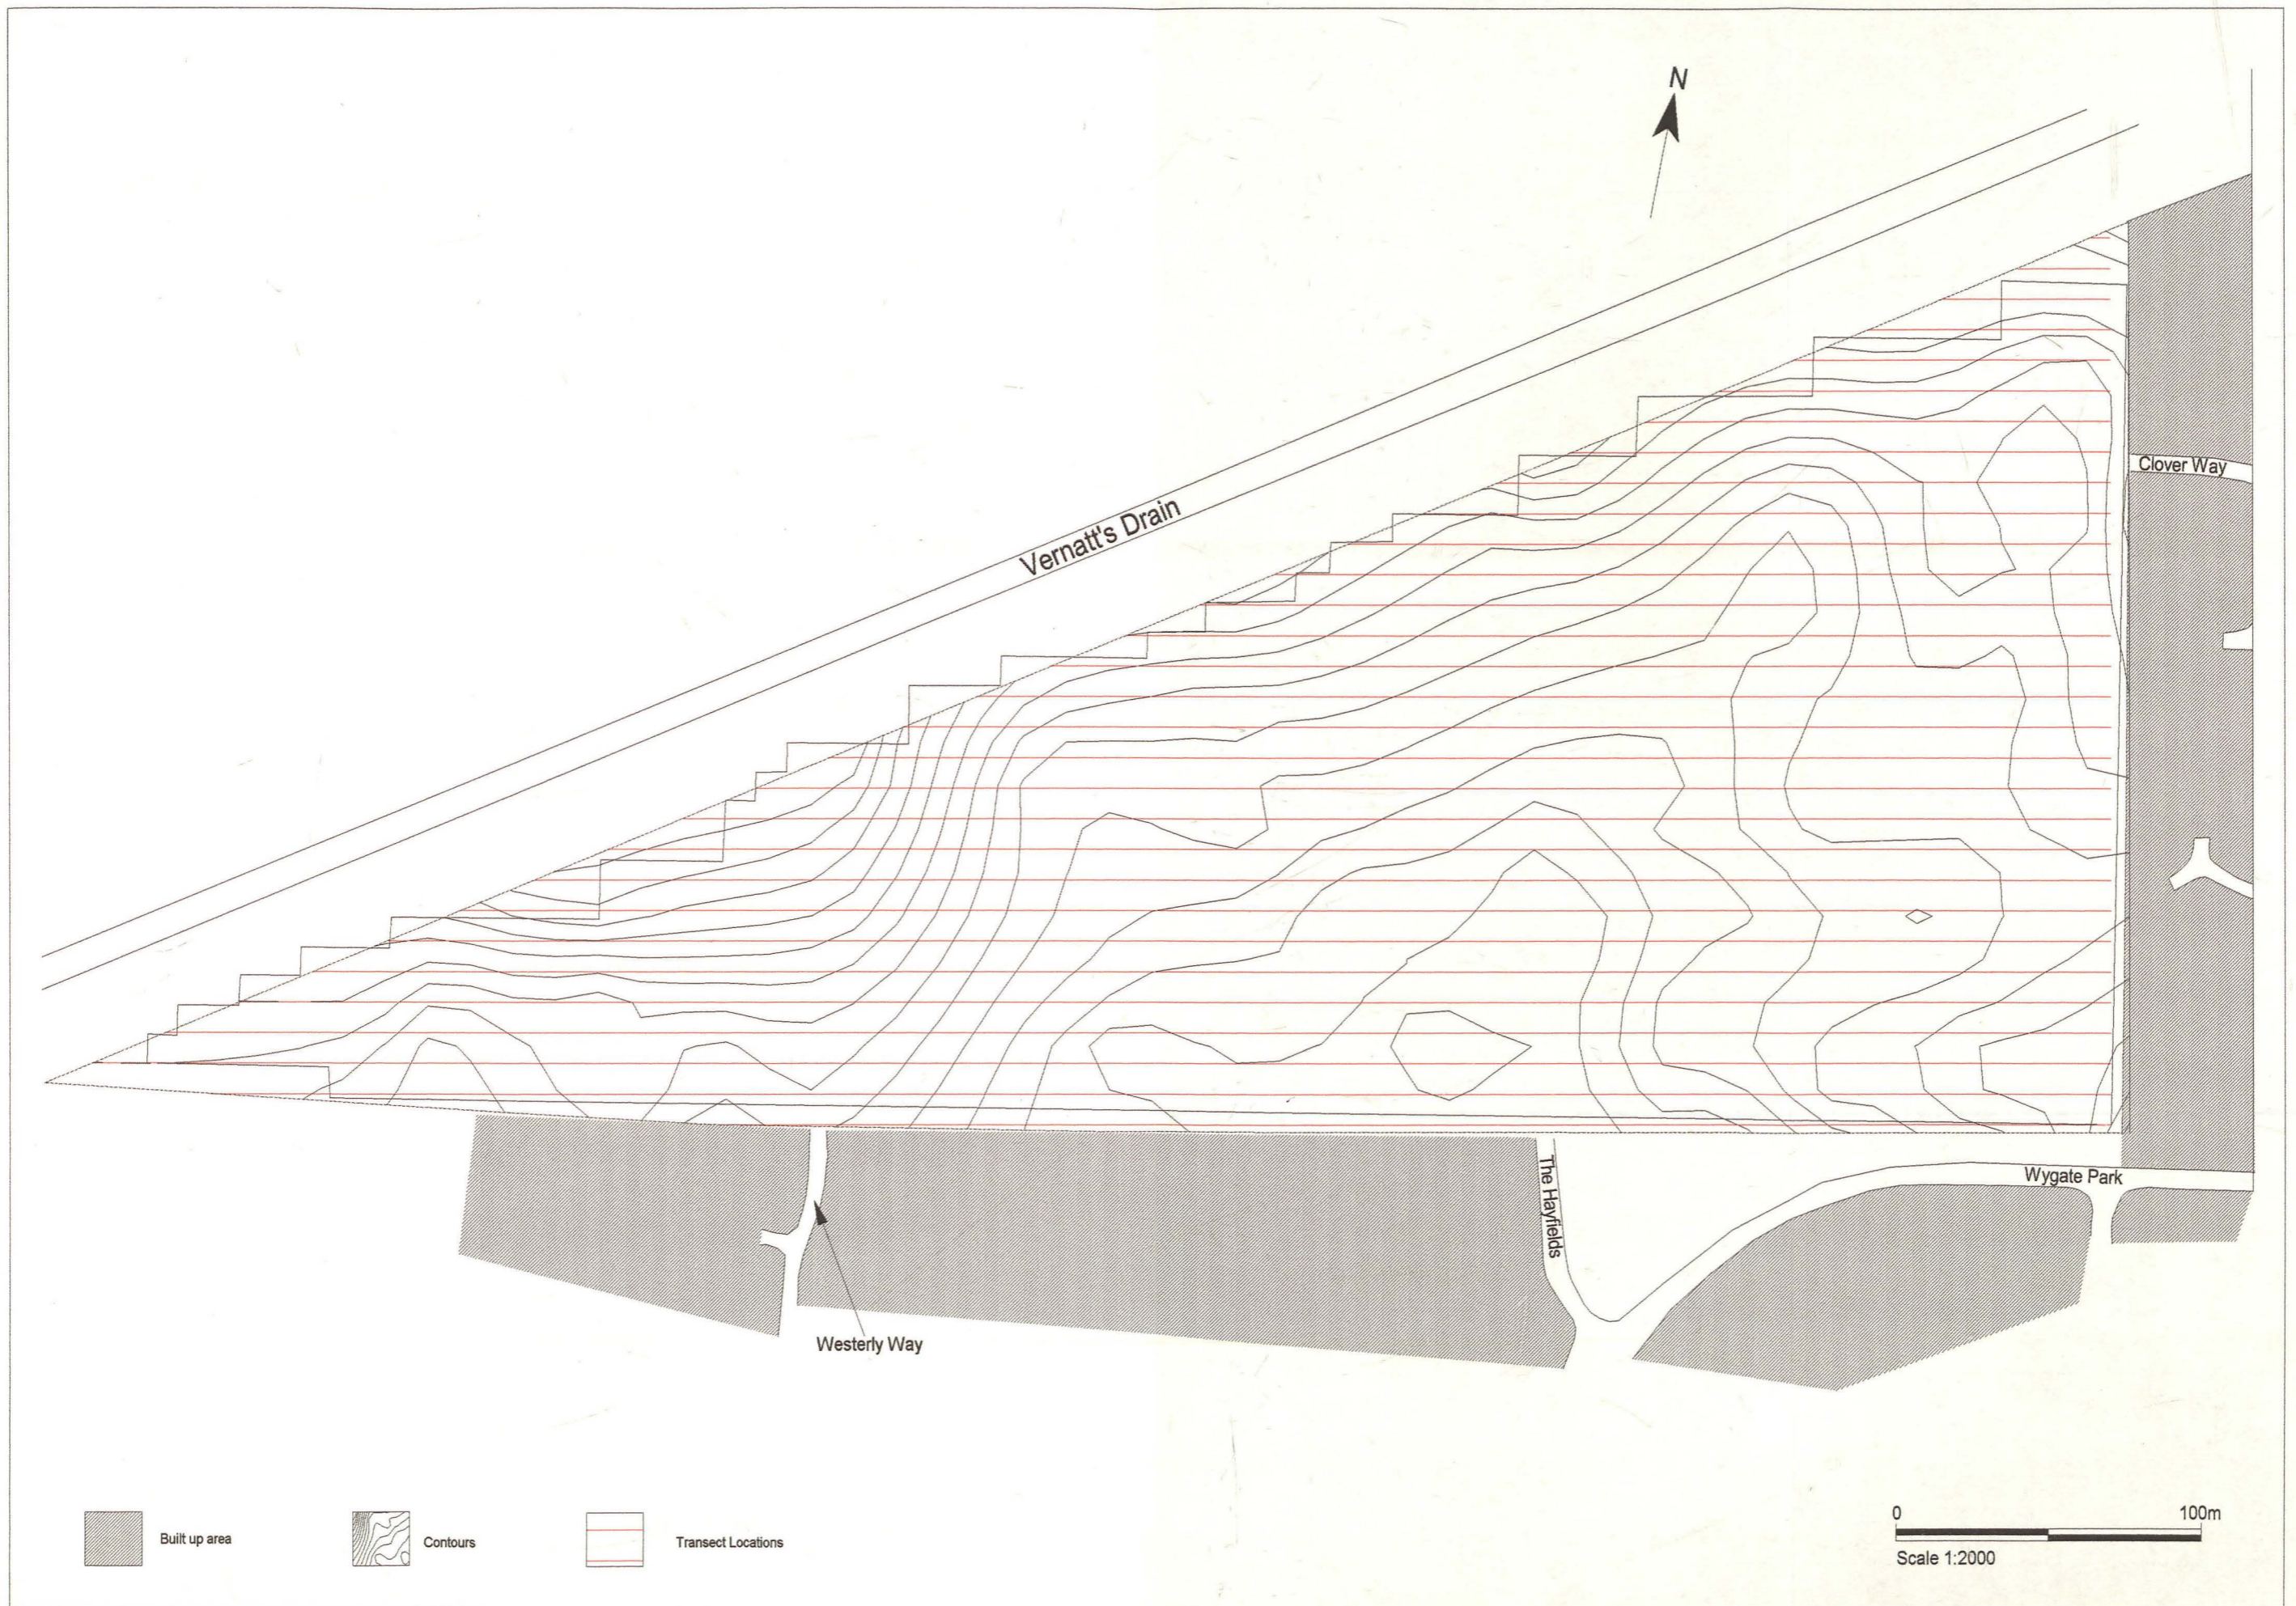 N
Clover Way
Vernatt's Drain
The Hayfields
Wygate Park
Westerly Way
Built up area
Contours
Transect Locations
0 100m
Scale 1:2000